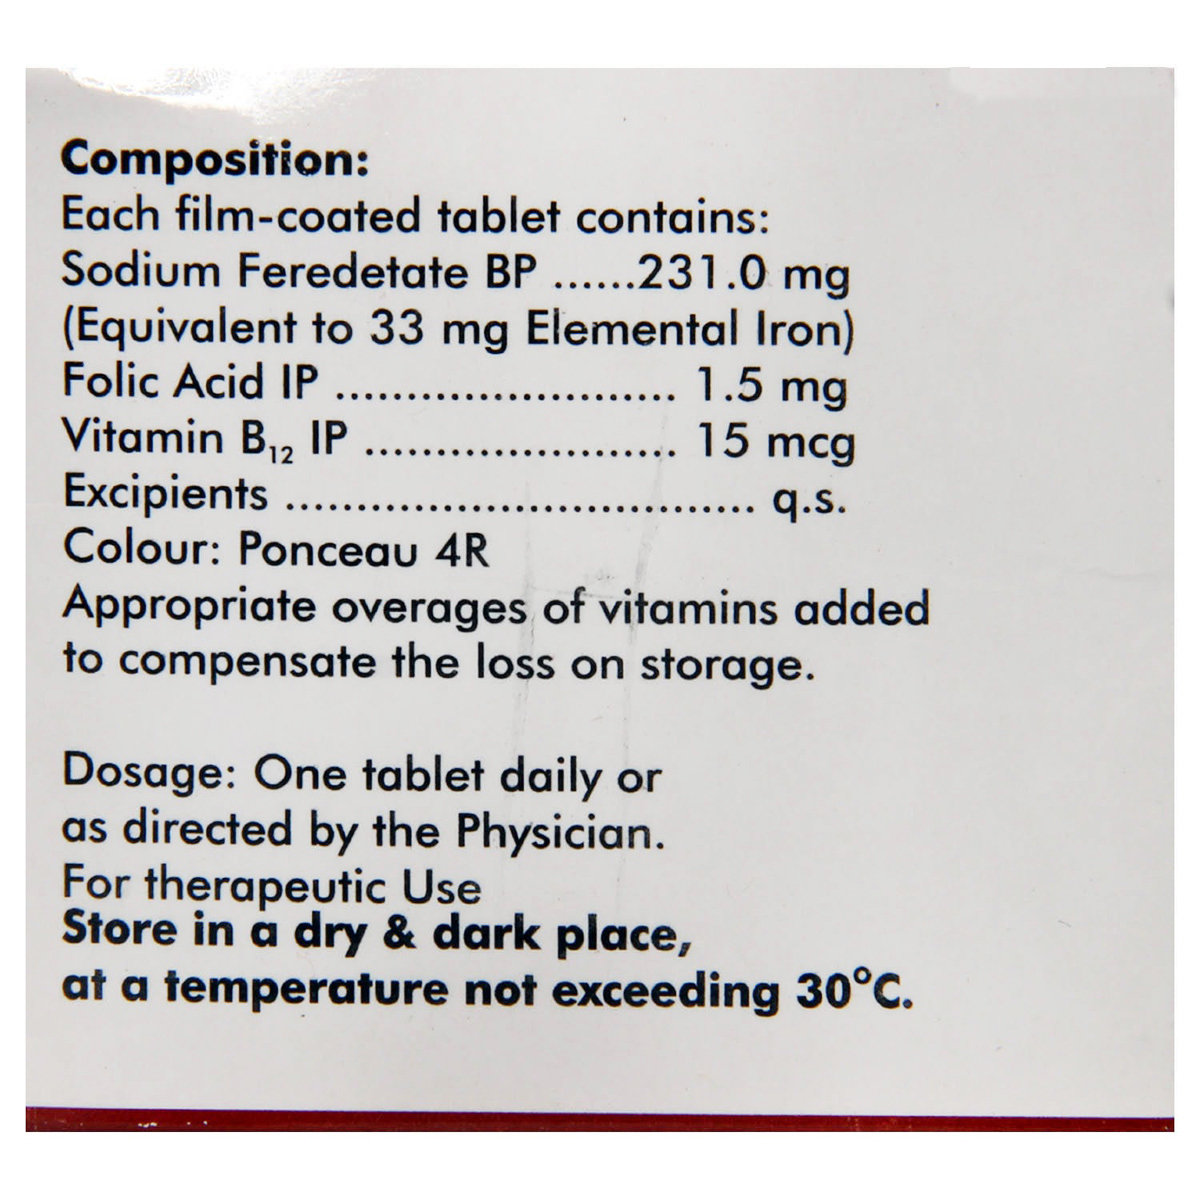 Composition:
Each film-coated tablet contains:
Sodium Feredetate BP ......231.0 mg
(Equivalent to 33 mg Elemental Iron)
Folic Acid IP ........................ 1.5 mg
Vitamin B₁₂ IP ...................... 15 mcg
Excipients ................................. q.s.
Colour: Ponceau 4R
Appropriate overages of vitamins added
to compensate the loss on storage.
Dosage: One tablet daily or
as directed by the Physician.
For therapeutic Use
Store in a dry & dark place,
at a temperature not exceeding 30°C.